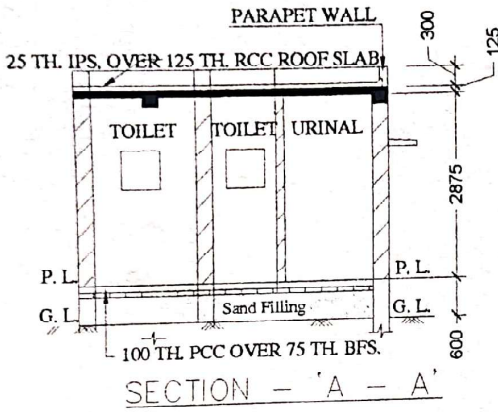 PARAPET WALL
25 TH. IPS. OVER 125 TH. RCC ROOF SLAB
300
125
TOILET TOILET URINAL
2875
P. L. P. L.
G. L. Sand Filling G. L.
600
100 TH. PCC OVER 75 TH. BFS.
SECTION - 'A - A'